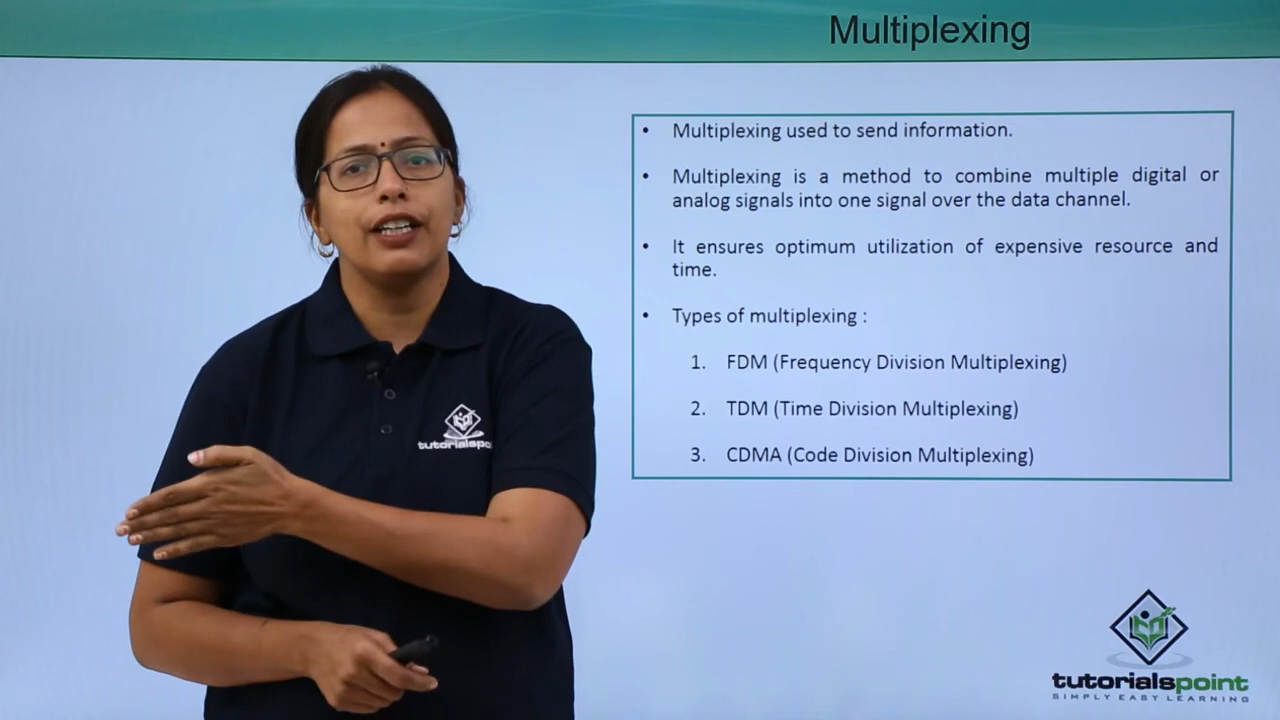 Multiplexing
• Multiplexing used to send information.
• Multiplexing is a method to combine multiple digital or
analog signals into one signal over the data channel.
• It ensures optimum utilization of expensive resource and
time.
• Types of multiplexing :
1. FDM (Frequency Division Multiplexing)
2. TDM (Time Division Multiplexing)
3. CDMA (Code Division Multiplexing)
tutorialspo
tutorialspoint
SIMPLY EASY LEARNING